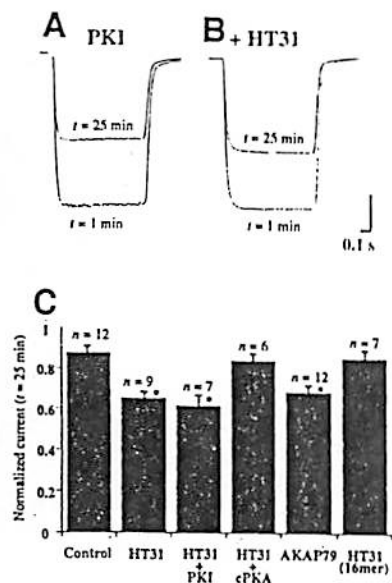 A PKI
B + HT31
t = 25 min
t = 1 min
t = 25 min
t = 1 min
0.1 s
C
Normalized current (t = 25 min)
1
0.8
0.6
0.4
0.2
0
n = 12
n = 9
*
n = 7
*
n = 6
n = 12
*
n = 7
Control
HT31
HT31 + PKI
HT31 + cPKA
AKAP79
HT31 (16mer)